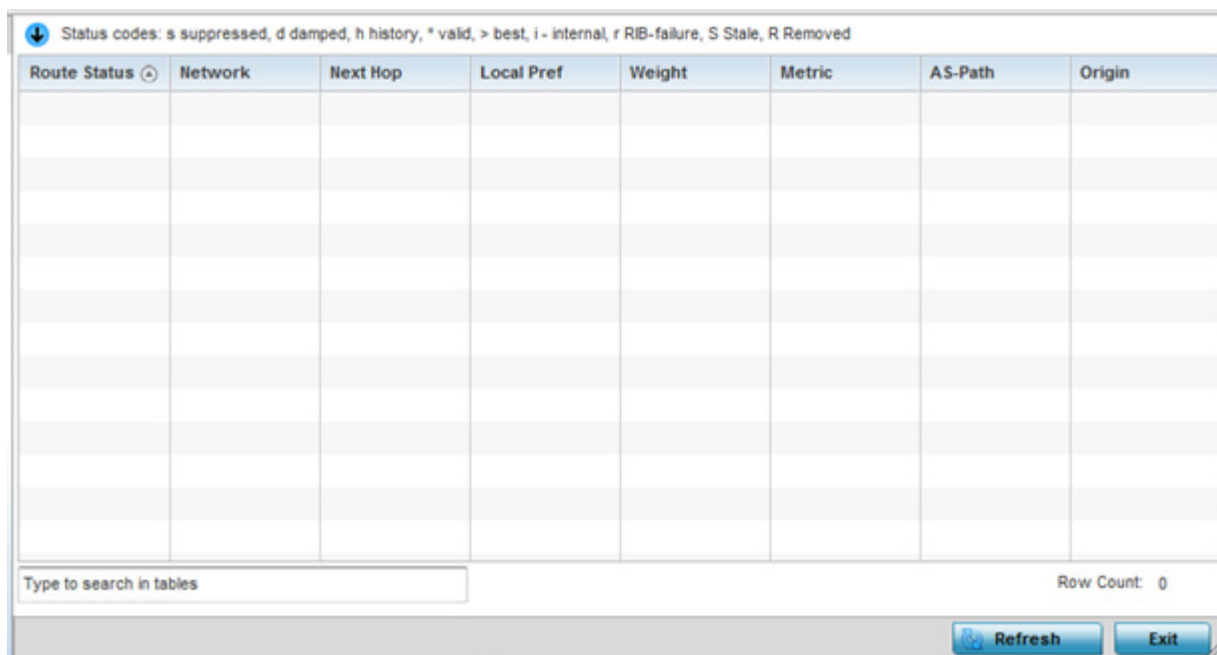 Status codes: s suppressed, d damped, h history, * valid, > best, i - internal, r RIB-failure, S Stale, R Removed
Route Status Network Next Hop Local Pref Weight Metric AS-Path Origin
Type to search in tables Row Count: 0
Refresh Exit